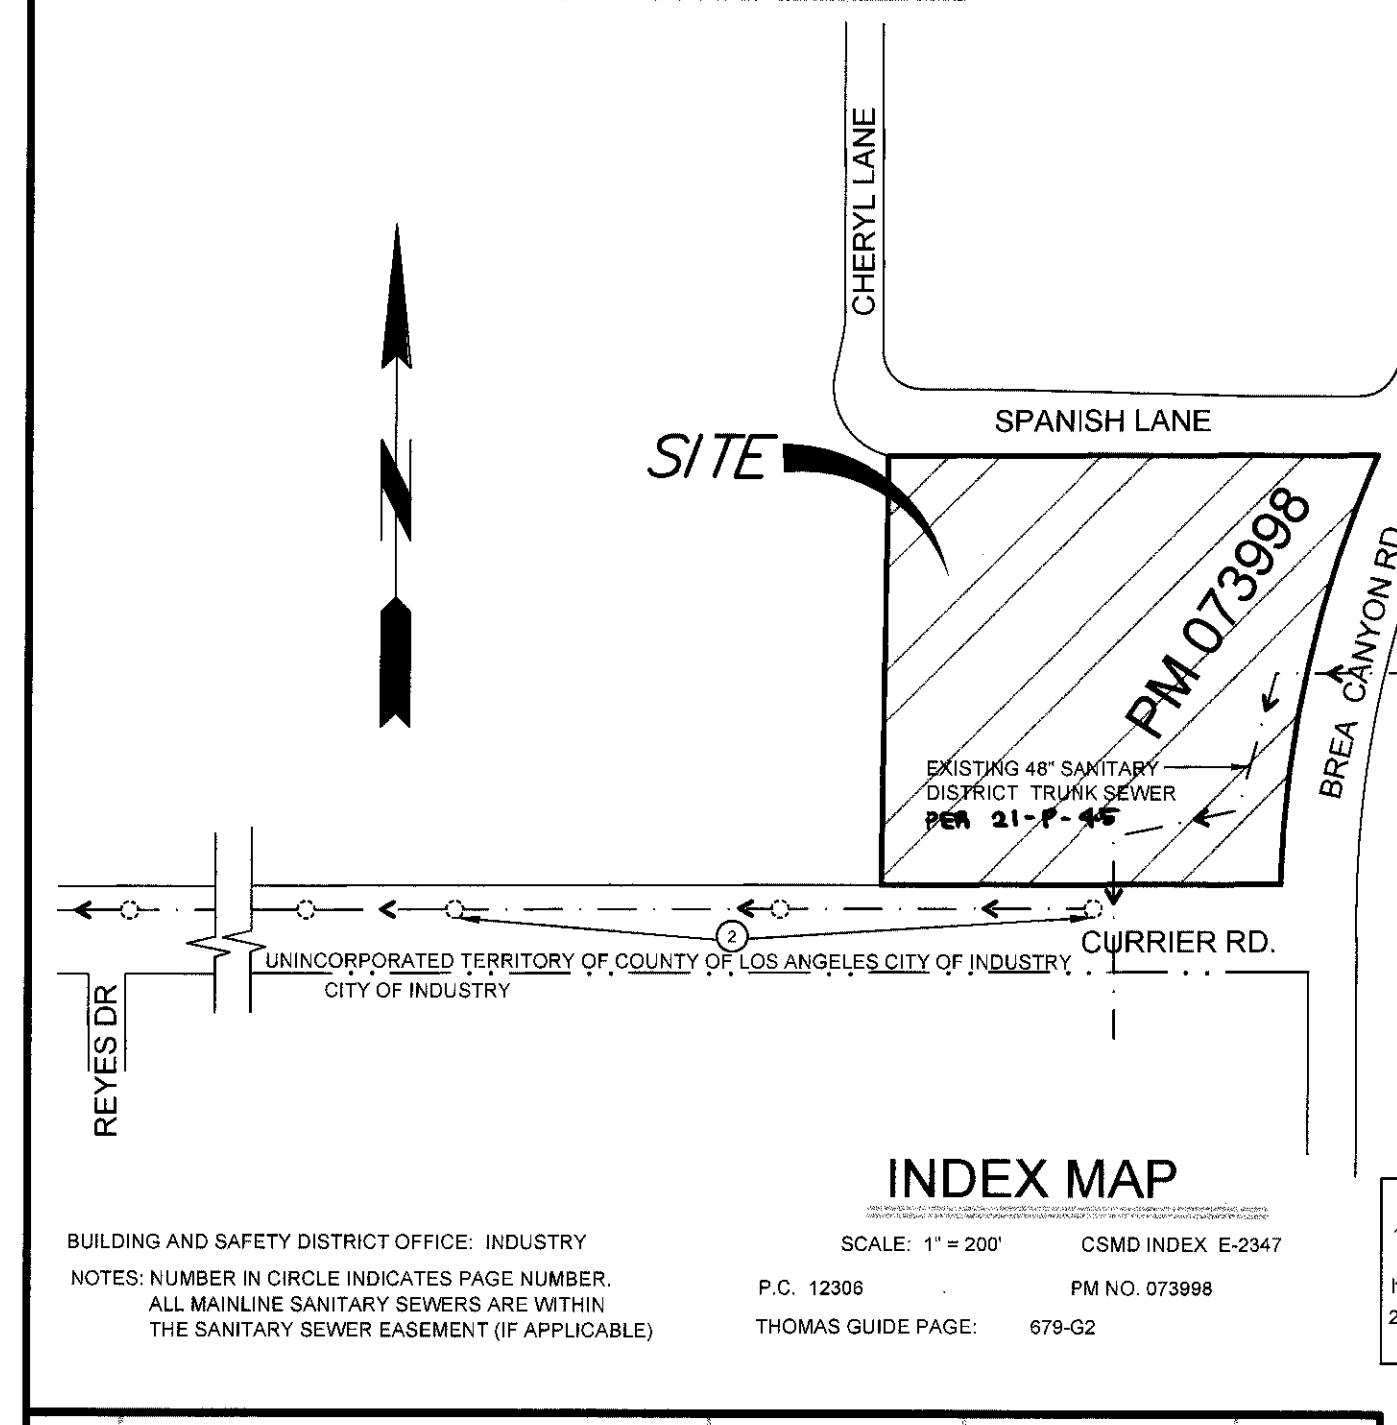 CHERYL LANE
SPANISH LANE
SITE
N
PM 073998
BREA CANYON RD
EXISTING 48" SANITARY
DISTRICT TRUNK SEWER
PER 21-P-45
2
CURRIER RD.
UNINCORPORATED TERRITORY OF COUNTY OF LOS ANGELES CITY OF INDUSTRY
CITY OF INDUSTRY
REYES DR
INDEX MAP
SCALE: 1" = 200'
CSMD INDEX E-2347
P.C. 12306
PM NO. 073998
THOMAS GUIDE PAGE: 679-G2
BUILDING AND SAFETY DISTRICT OFFICE: INDUSTRY
NOTES: NUMBER IN CIRCLE INDICATES PAGE NUMBER.
ALL MAINLINE SANITARY SEWERS ARE WITHIN
THE SANITARY SEWER EASEMENT (IF APPLICABLE)